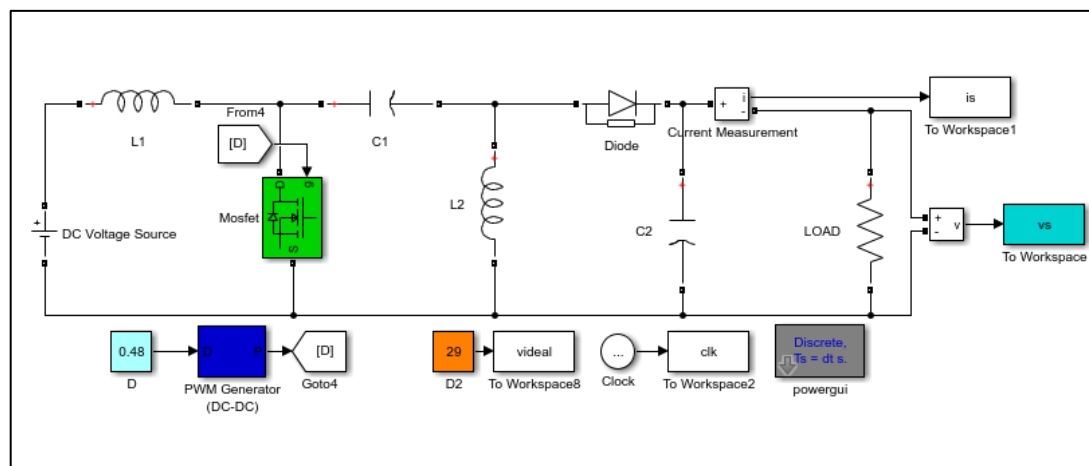 is
From4
L1
C1
Diode
i
+
-
Current Measurement
To Workspace1
[D]
D
g
S
Mosfet
L2
C2
LOAD
+
DC Voltage Source
+
-
v
vs
To Workspace
0.48
D
D
P
PWM Generator
(DC-DC)
[D]
Goto4
29
D2
videal
To Workspace8
...
Clock
clk
To Workspace2
Discrete,
Ts = dt s.
powergui